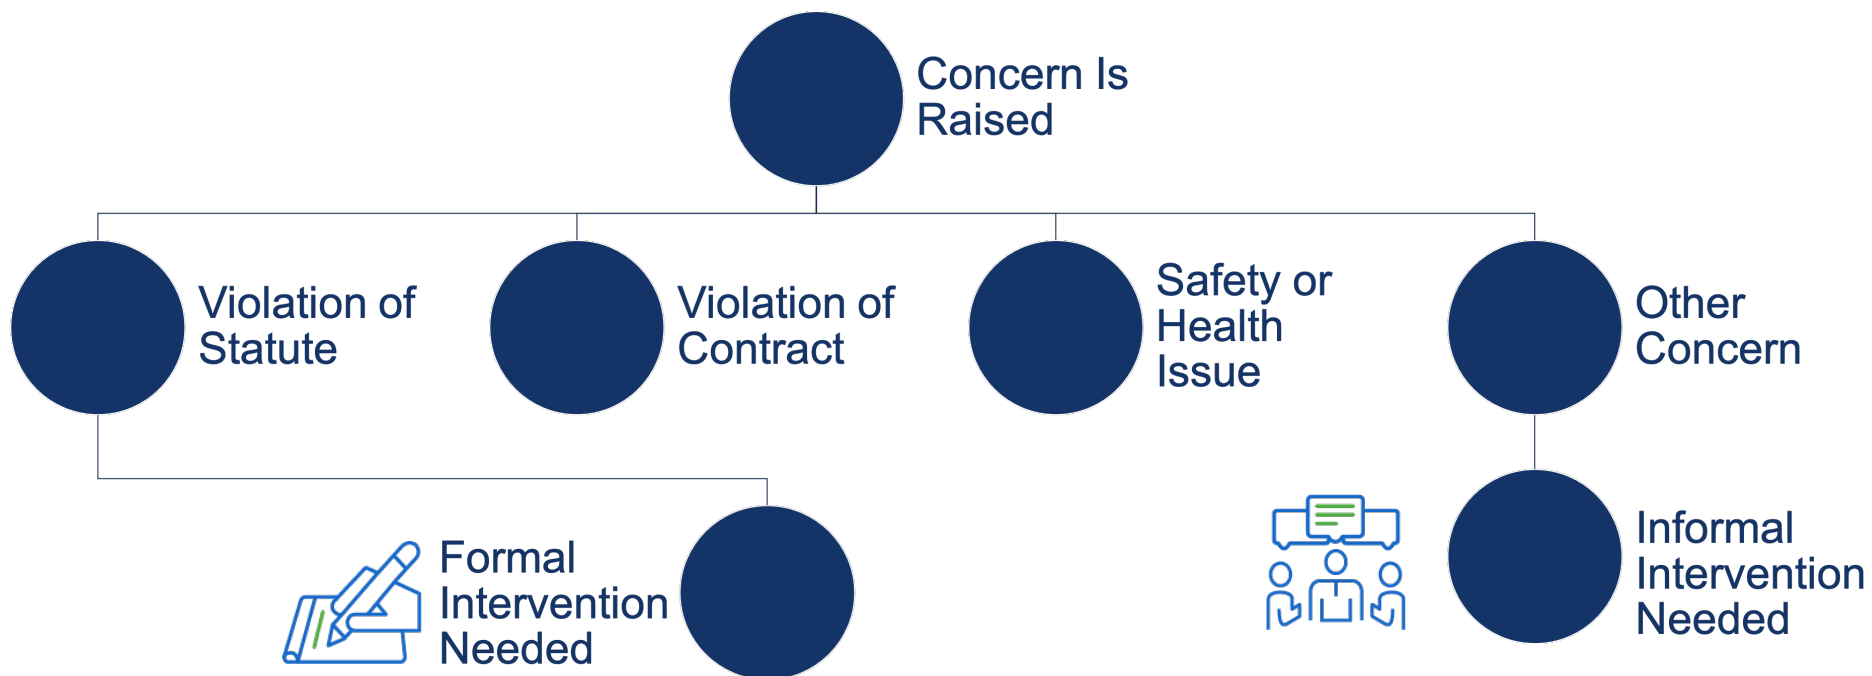 Concern Is
Raised
Violation of
Statute
Violation of
Contract
Safety or
Health
Issue
Other
Concern
Formal
Intervention
Needed
Informal
Intervention
Needed